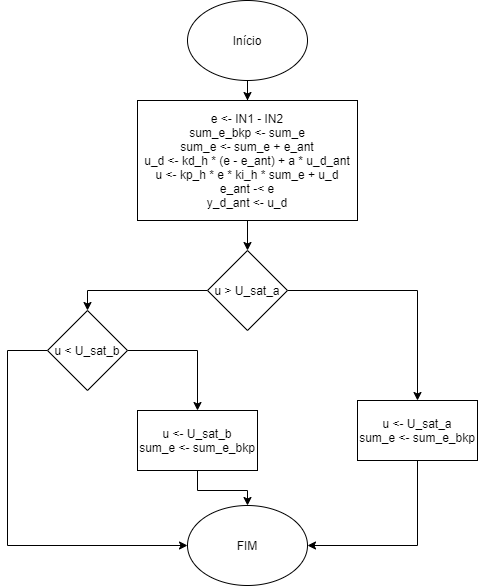 Início
e <- IN1 - IN2
sum_e_bkp <- sum_e
sum_e <- sum_e + e_ant
u_d <- kd_h * (e - e_ant) + a * u_d_ant
u <- kp_h * e * ki_h * sum_e + u_d
e_ant -< e
y_d_ant <- u_d
u > U_sat_a
u < U_sat_b
u <- U_sat_b
sum_e <- sum_e_bkp
u <- U_sat_a
sum_e <- sum_e_bkp
FIM